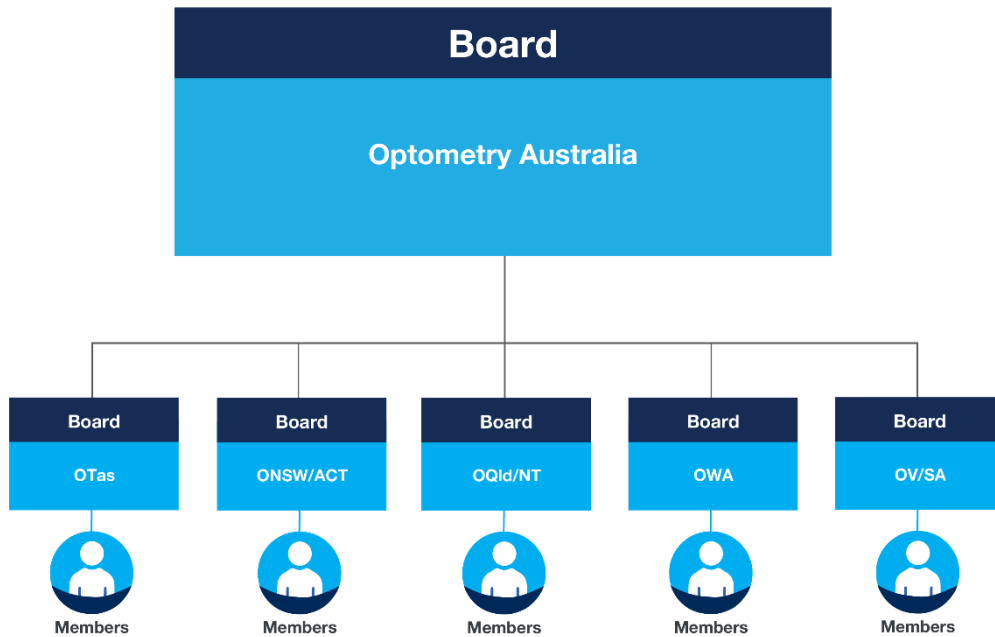 Board
Optometry Australia
Board
Board
Board
Board
Board
OTas
ONSW/ACT
OQld/NT
OWA
OV/SA
Members
Members
Members
Members
Members